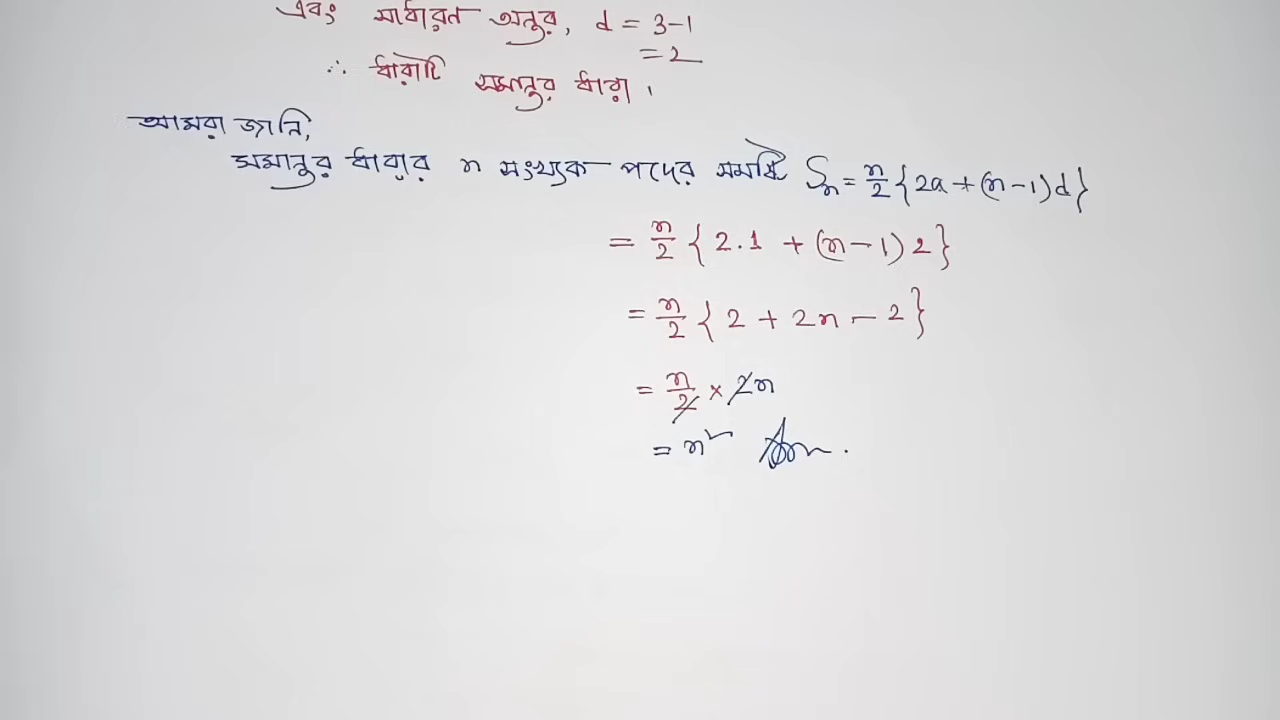 এবং সাধারন অন্তর, d = 3-1
= 2
∴ ধারাটি সমান্তর ধারা।
আমরা জানি,
সমান্তর ধারার n সংখ্যক পদের সমষ্টি Sₙ = n/2 {2a + (n-1)d}
= n/2 {2.1 + (n-1) 2}
= n/2 {2 + 2n - 2}
= n/2 × 2n
= n² Ans.